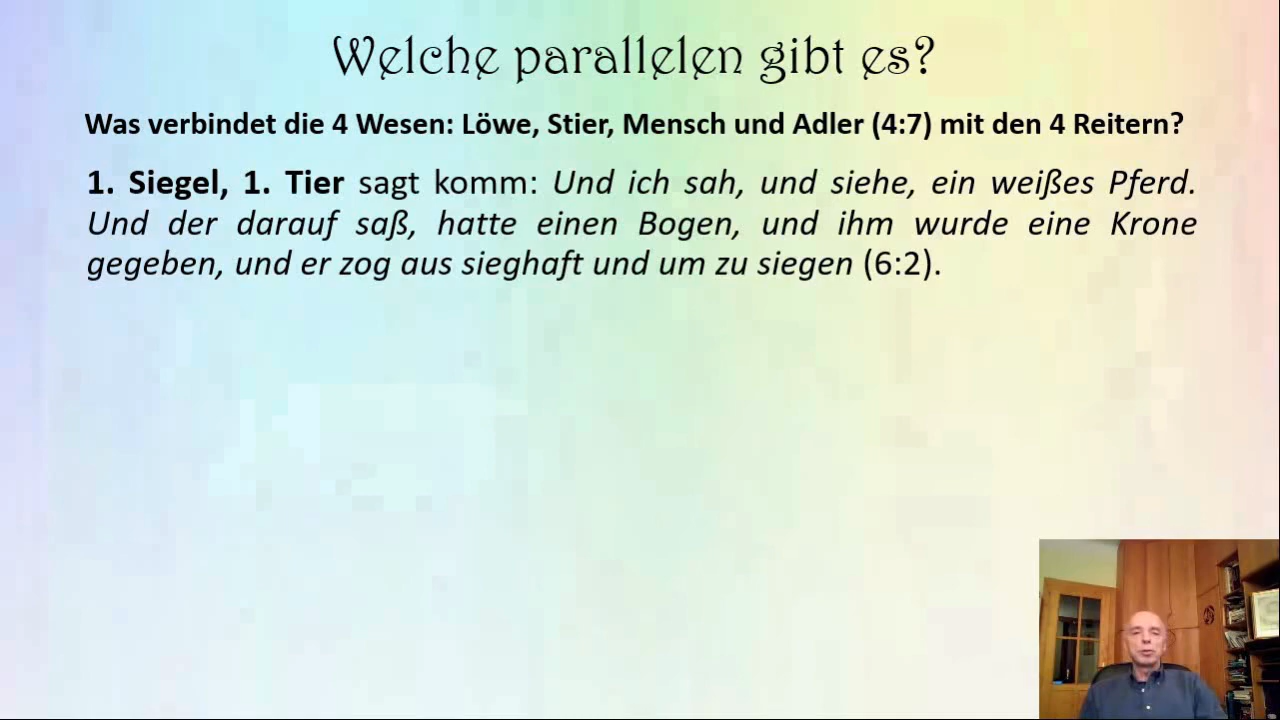 Welche parallelen gibt es?
Was verbindet die 4 Wesen: Löwe, Stier, Mensch und Adler (4:7) mit den 4 Reitern?
1. Siegel, 1. Tier sagt komm: Und ich sah, und siehe, ein weißes Pferd.
Und der darauf saß, hatte einen Bogen, und ihm wurde eine Krone
gegeben, und er zog aus sieghaft und um zu siegen (6:2).